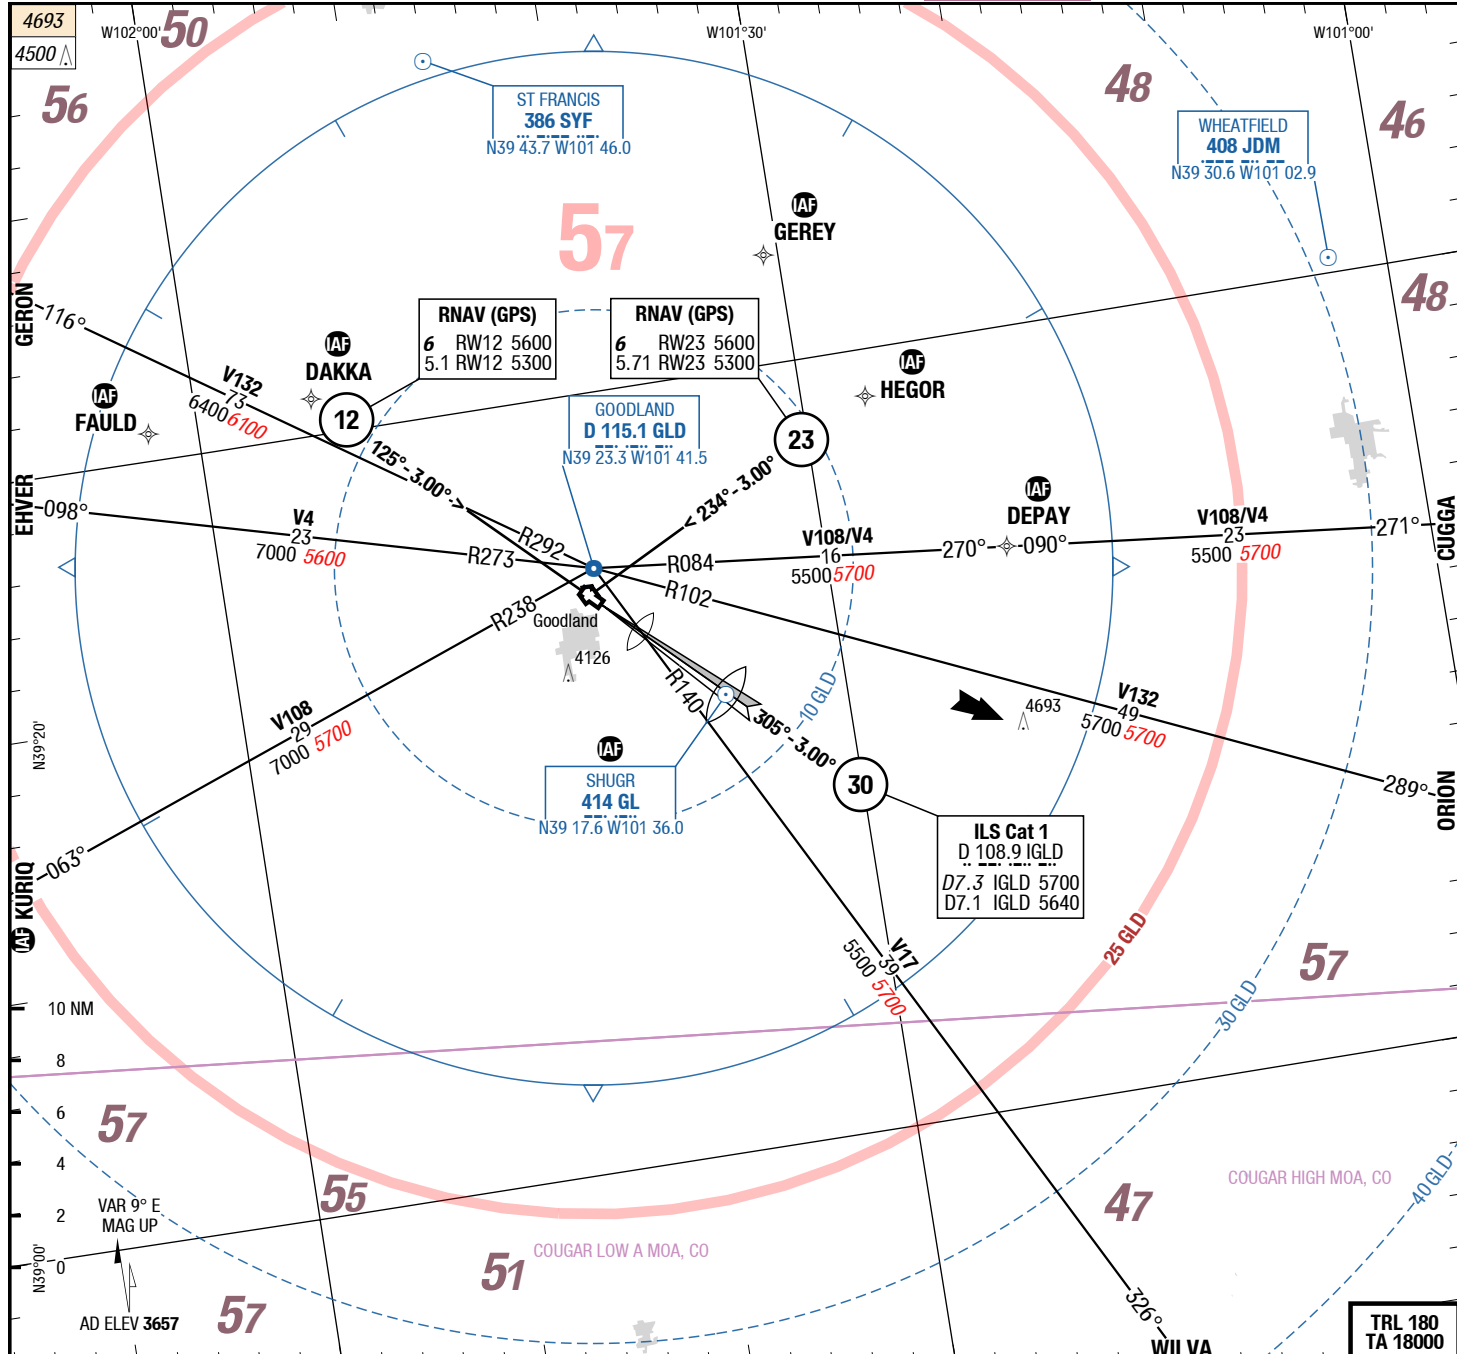 4693
4500
50
W102°00'
W101°30'
W101°00'
56
ST FRANCIS
386 SYF
N39 43.7 W101 46.0
48
WHEATFIELD
408 JDM
N39 30.6 W101 02.9
46
IAF
GEREY
57
48
GERON
116°
RNAV (GPS)
6 RW12 5600
5.1 RW12 5300
RNAV (GPS)
6 RW23 5600
5.71 RW23 5300
IAF
DAKKA
IAF
HEGOR
V132
73
6400 6100
IAF
FAULD
12
GOODLAND
D 115.1 GLD
N39 23.3 W101 41.5
23
125°-3.00° >
< 234°-3.00°
EHVER
098°
V4
23
7000 5600
R273
R292
R084
V108/V4
16
5500 5700
270°
IAF
DEPAY
090°
V108/V4
23
5500 5700
271°
CUGGA
R102
R238
Goodland
4126
R140
10 GLD
V108
29
7000 5700
N39°20'
305°-3.00°
4693
V132
49
5700 5700
289°
ORION
IAF
SHUGR
414 GL
N39 17.6 W101 36.0
30
ILS Cat 1
D 108.9 IGLD
D7.3 IGLD 5700
D7.1 IGLD 5640
063°
IAF KURIQ
V17
39
5500 5700
25 GLD
57
30 GLD
10 NM
8
6
4
2
0
57
55
VAR 9° E
MAG UP
N39°00'
AD ELEV 3657
57
51
COUGAR LOW A MOA, CO
47
COUGAR HIGH MOA, CO
40 GLD
326°
WILVA
TRL 180
TA 18000